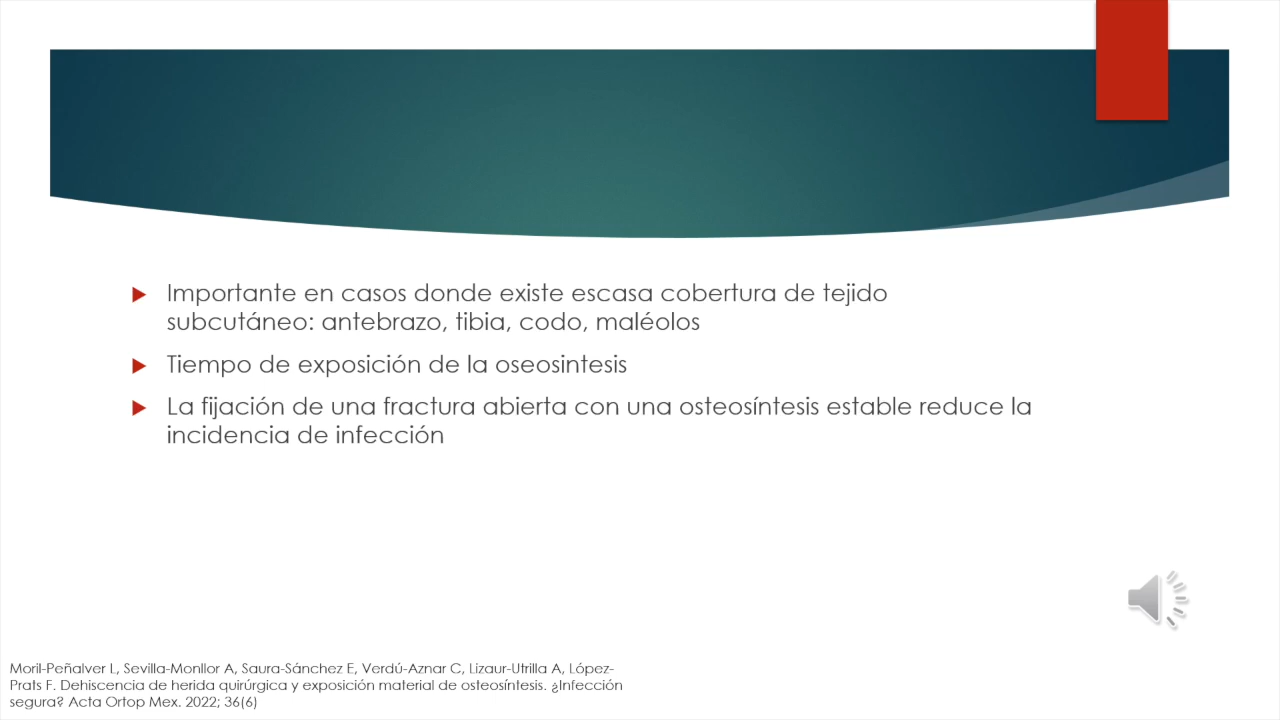 Importante en casos donde existe escasa cobertura de tejido
subcutáneo: antebrazo, tibia, codo, maléolos
Tiempo de exposición de la oseosintesis
La fijación de una fractura abierta con una osteosíntesis estable reduce la
incidencia de infección
Moril-Peñalver L, Sevilla-Monllor A, Saura-Sánchez E, Verdú-Aznar C, Lizaur-Utrilla A, López-
Prats F. Dehiscencia de herida quirúrgica y exposición material de osteosíntesis. ¿Infección
segura? Acta Ortop Mex. 2022; 36(6)